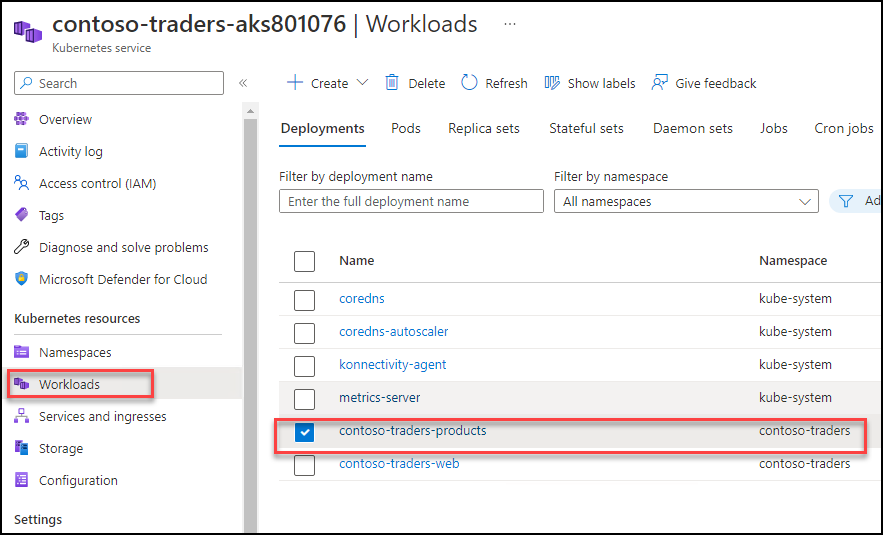 contoso-traders-aks801076 | Workloads ...
Kubernetes service
Search «
Create Delete Refresh Show labels Give feedback
Overview
Activity log
Access control (IAM)
Tags
Diagnose and solve problems
Microsoft Defender for Cloud
Kubernetes resources
Namespaces
Workloads
Services and ingresses
Storage
Configuration
Settings
Deployments Pods Replica sets Stateful sets Daemon sets Jobs Cron jobs
Filter by deployment name Filter by namespace
Enter the full deployment name All namespaces Ad
Name Namespace
coredns kube-system
coredns-autoscaler kube-system
konnectivity-agent kube-system
metrics-server kube-system
contoso-traders-products contoso-traders
contoso-traders-web contoso-traders